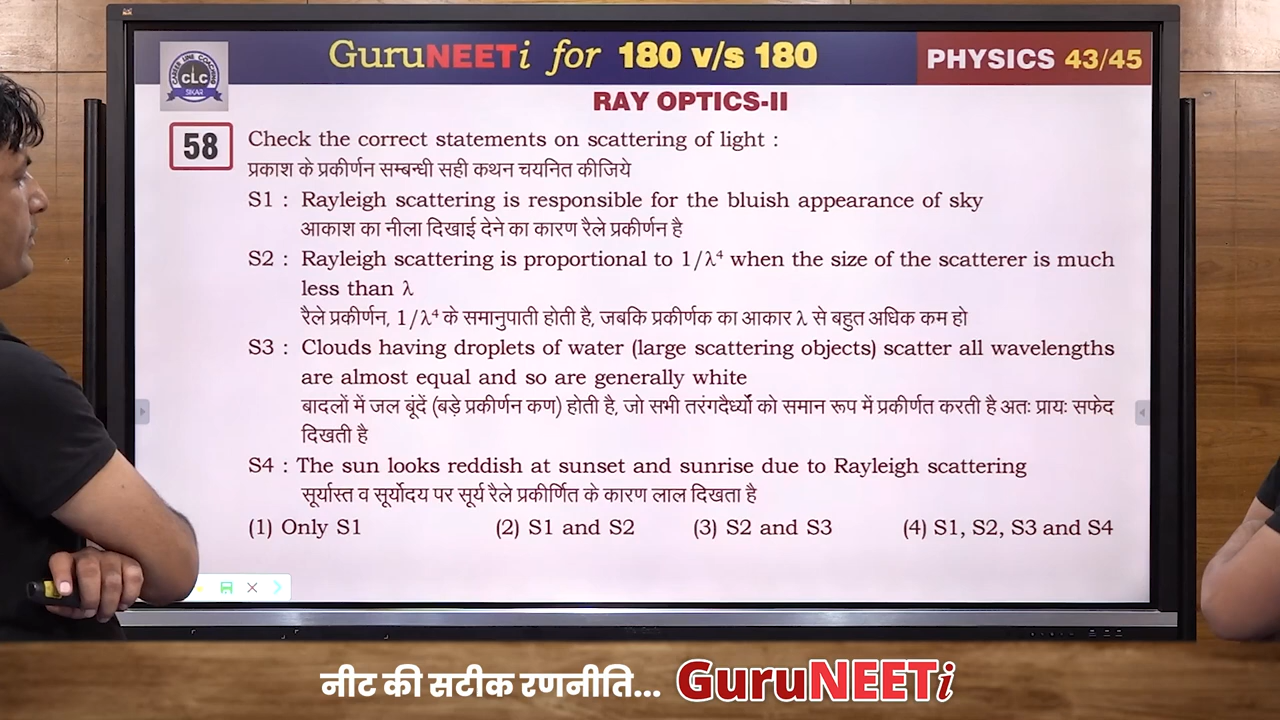 CAREER LINE COACHING
CLC
SIKAR
GuruNEETi for 180 v/s 180
PHYSICS 43/45
RAY OPTICS-II
58
Check the correct statements on scattering of light :
प्रकाश के प्रकीर्णन सम्बन्धी सही कथन चयनित कीजिये
S1 : Rayleigh scattering is responsible for the bluish appearance of sky
आकाश का नीला दिखाई देने का कारण रैले प्रकीर्णन है
S2 : Rayleigh scattering is proportional to 1/λ⁴ when the size of the scatterer is much
less than λ
रैले प्रकीर्णन, 1/λ⁴ के समानुपाती होती है, जबकि प्रकीर्णक का आकार λ से बहुत अधिक कम हो
S3 : Clouds having droplets of water (large scattering objects) scatter all wavelengths
are almost equal and so are generally white
बादलों में जल बूंदें (बड़े प्रकीर्णन कण) होती है, जो सभी तरंगदैर्ध्यों को समान रूप में प्रकीर्णत करती है अतः प्रायः सफेद
दिखती है
S4 : The sun looks reddish at sunset and sunrise due to Rayleigh scattering
सूर्यास्त व सूर्योदय पर सूर्य रैले प्रकीर्णित के कारण लाल दिखता है
(1) Only S1 (2) S1 and S2 (3) S2 and S3 (4) S1, S2, S3 and S4
नीट की सटीक रणनीति... GuruNEETi